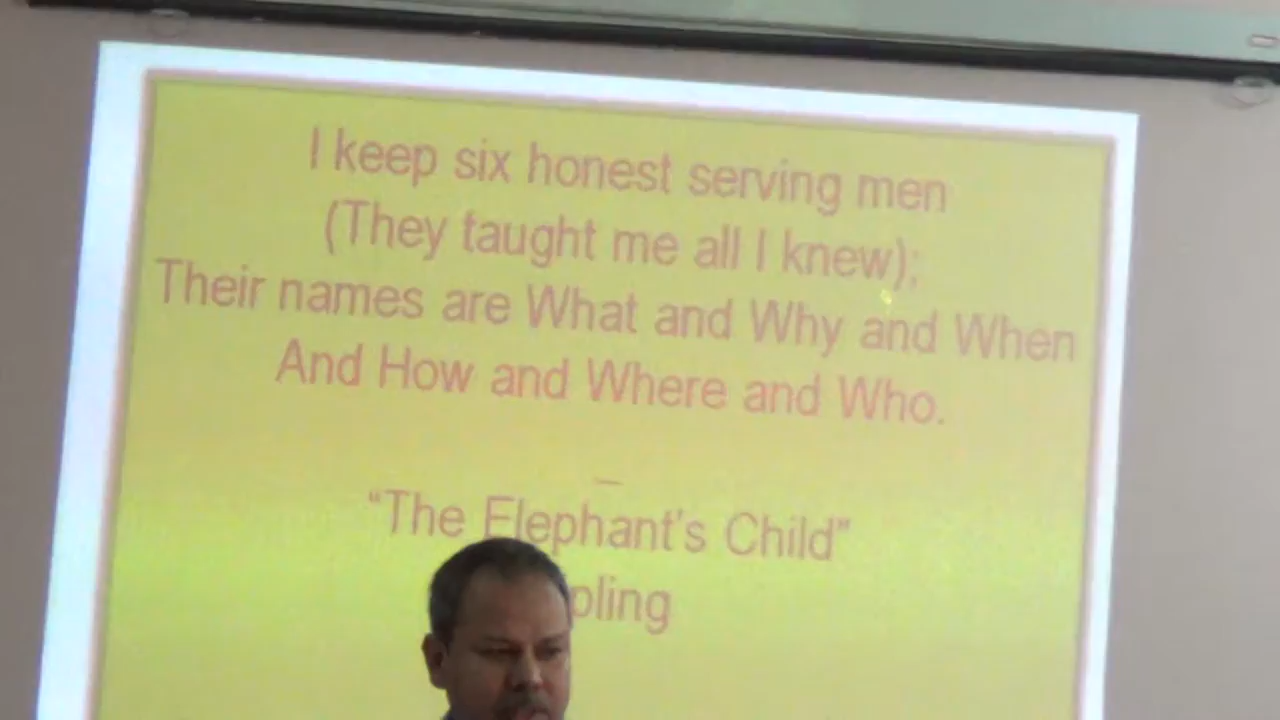 I keep six honest serving men
(They taught me all I knew);
Their names are What and Why and When
And How and Where and Who.
–
“The Elephant’s Child”
pling